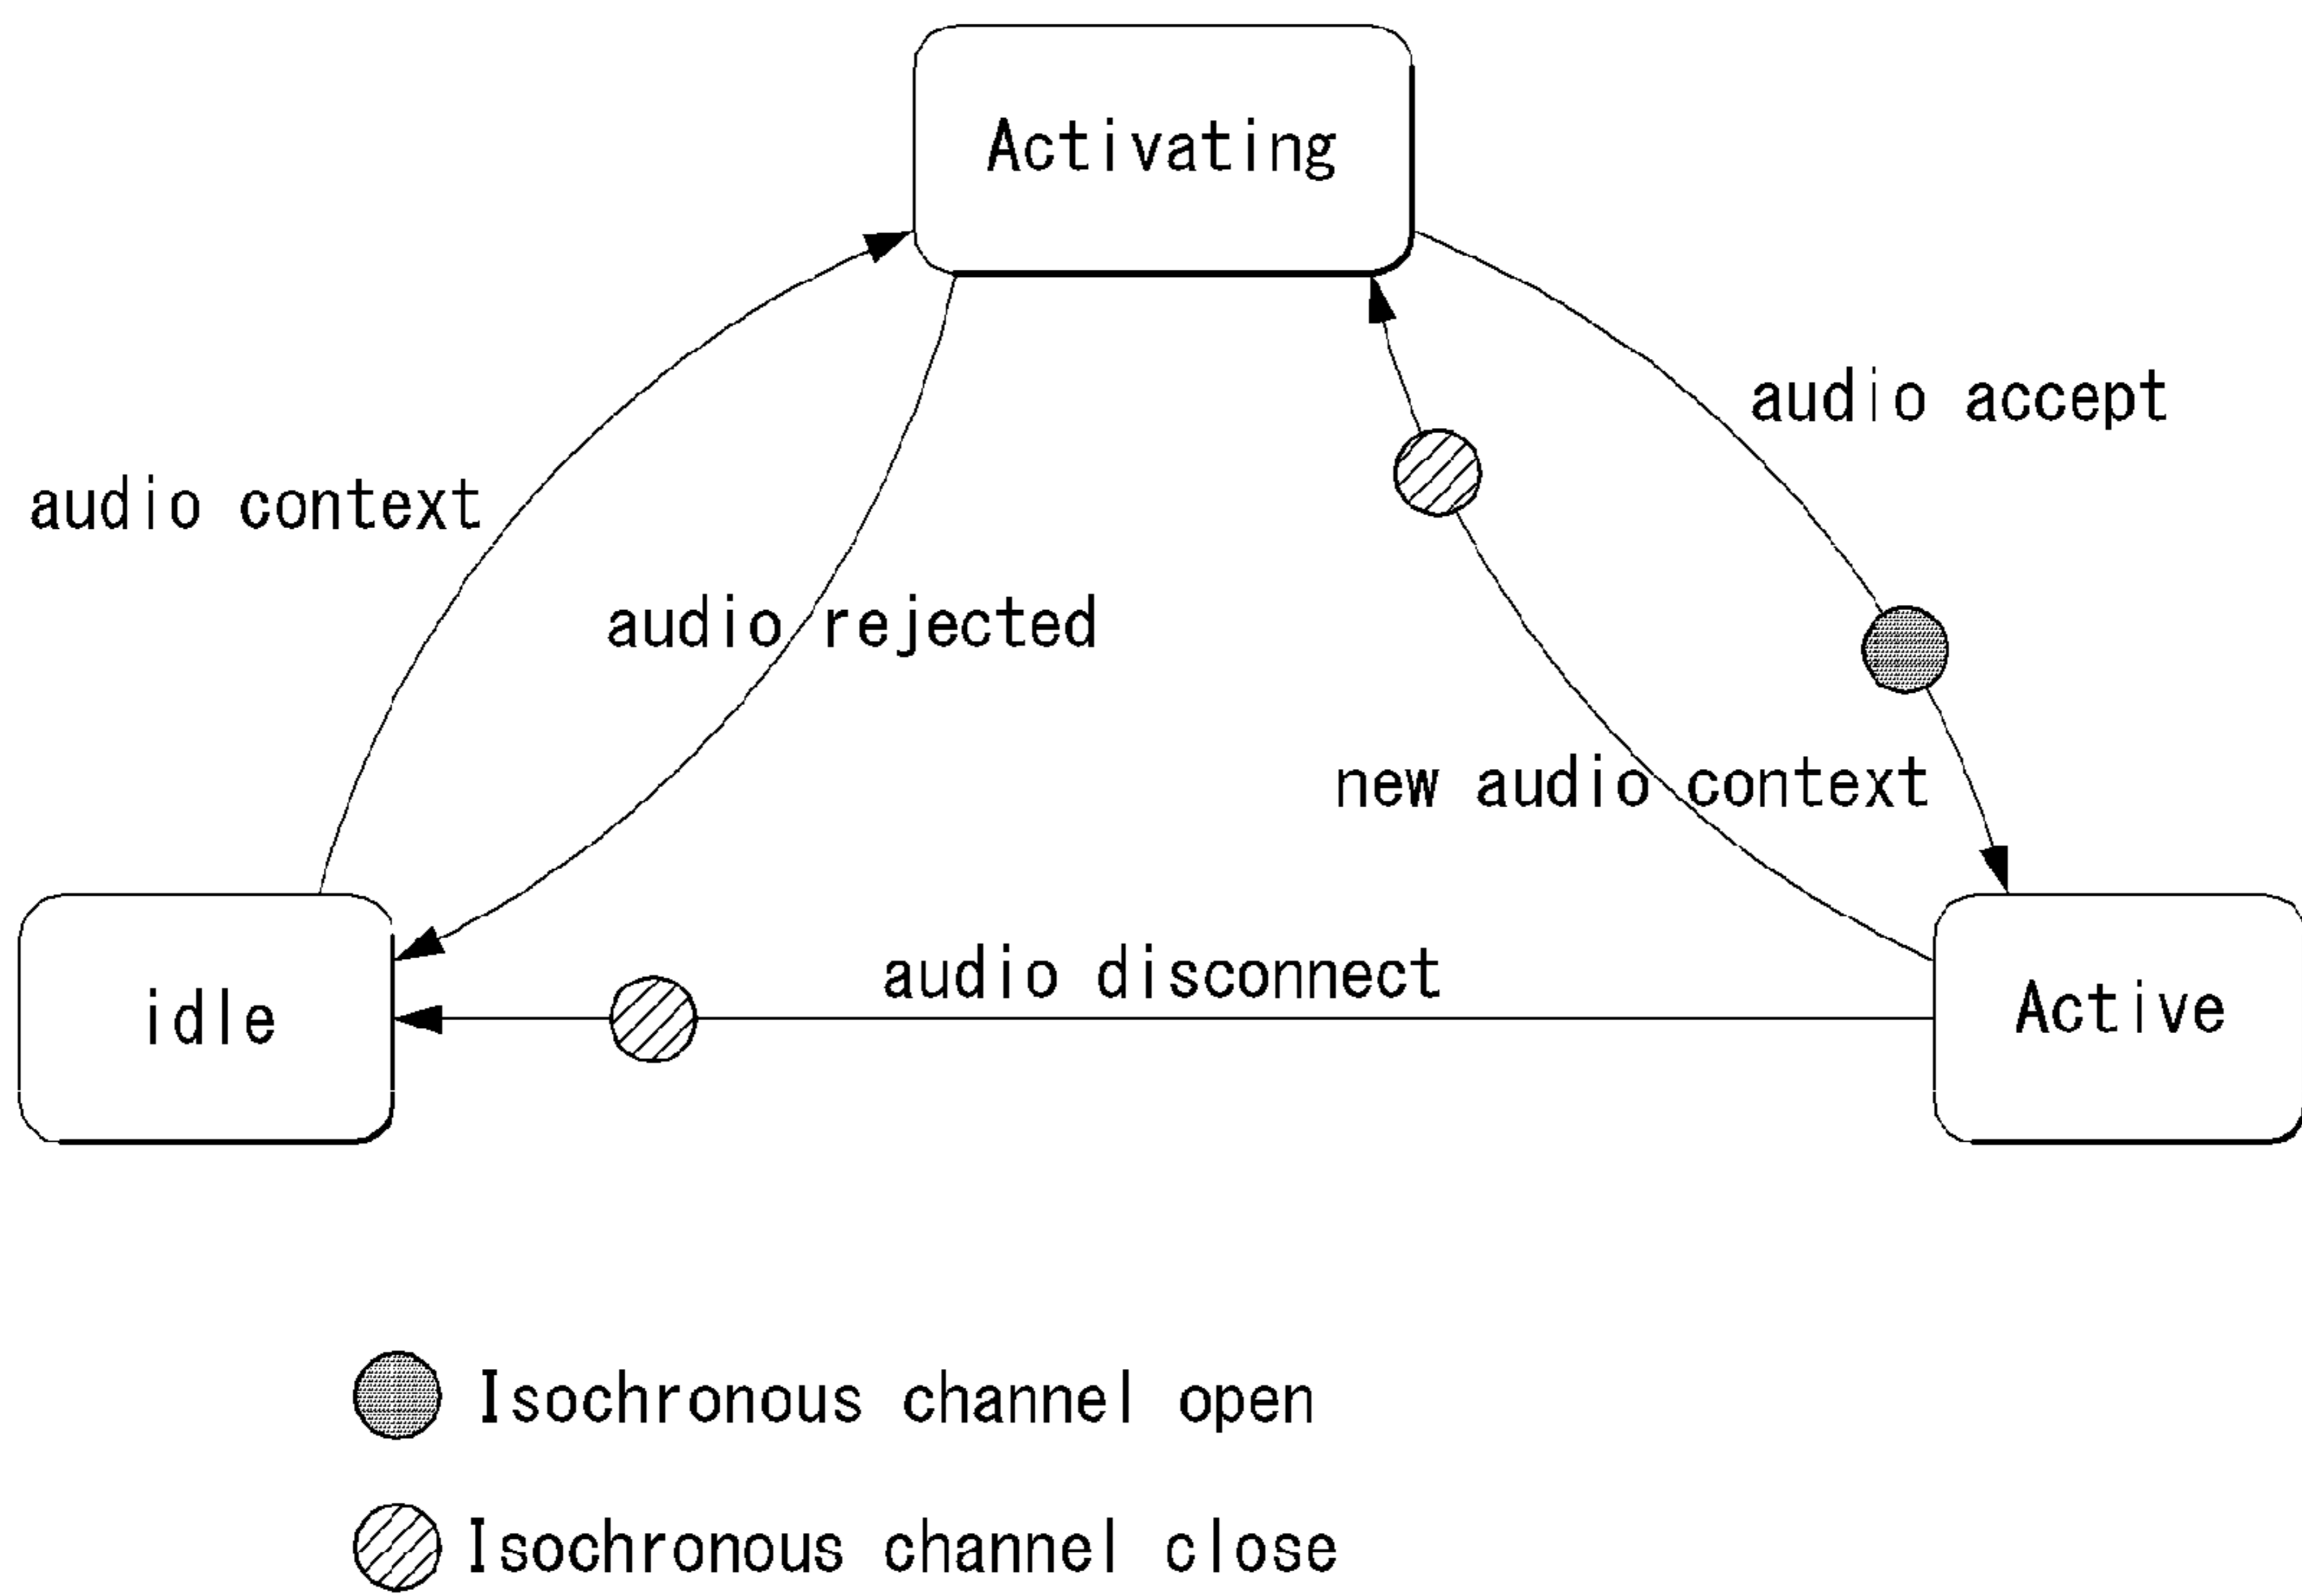 Activating
audio accept
audio context
audio rejected
new audio context
audio disconnect
idle
Active
Isochronous channel open
Isochronous channel close